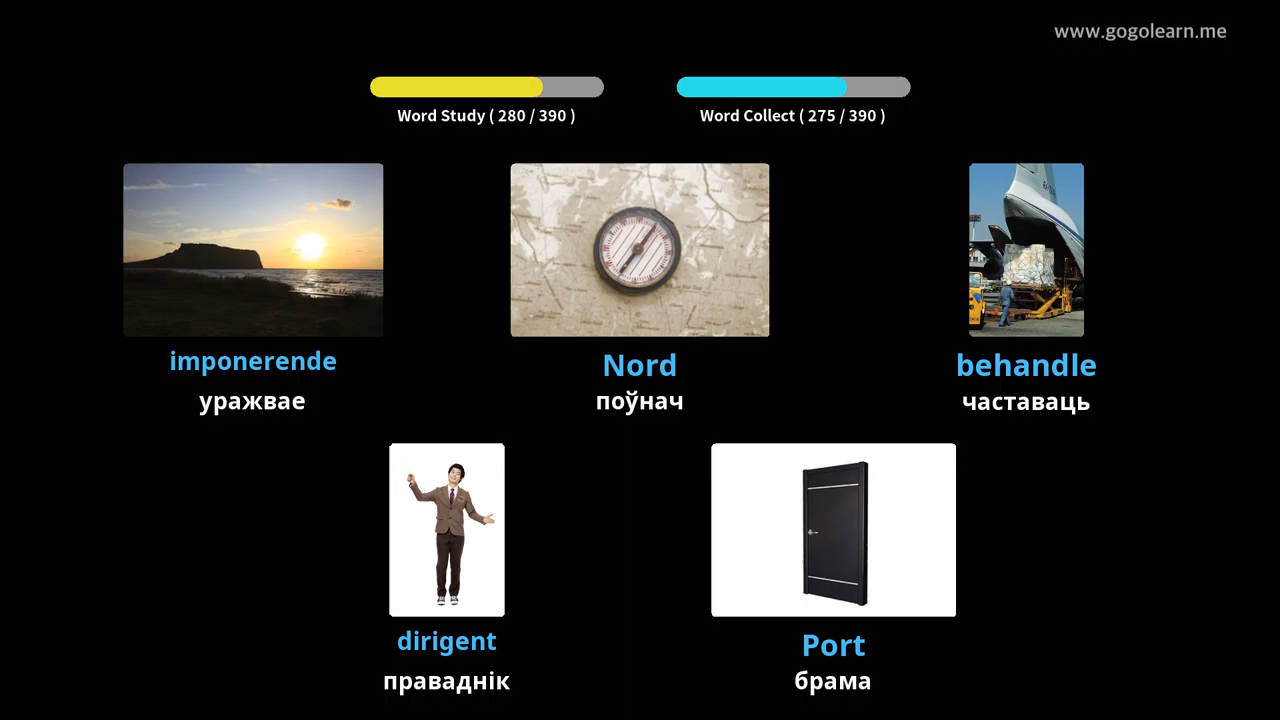 www.gogolearn.me
Word Study ( 280 / 390 )
Word Collect ( 275 / 390 )
imponerende
уражвае
Nord
поўнач
behandle
частаваць
dirigent
праваднік
Port
брама